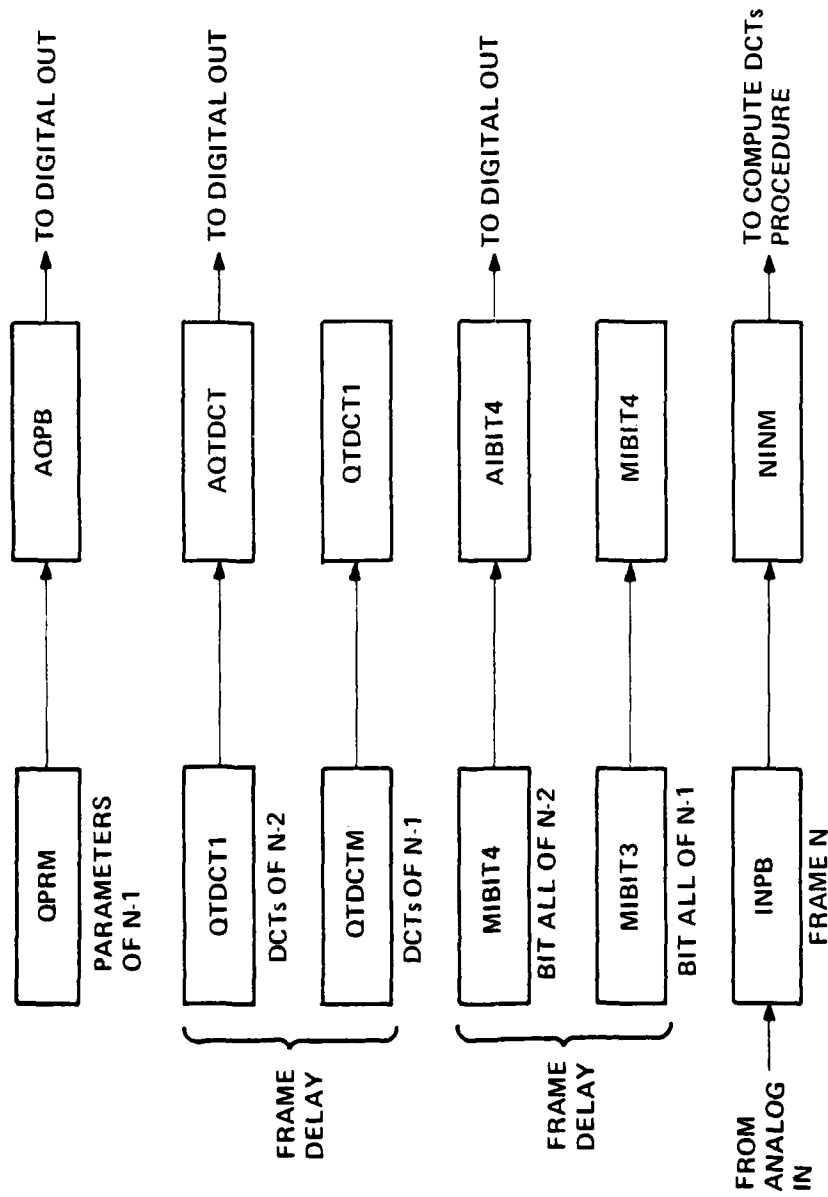 QPRM
AQPB
TO DIGITAL OUT
PARAMETERS
OF N-1
FRAME
DELAY
QTDCT1
AQTDCT
TO DIGITAL OUT
DCTs OF N-2
QTDCTM
QTDCT1
DCTs OF N-1
FRAME
DELAY
MIBIT4
AIBIT4
TO DIGITAL OUT
BIT ALL OF N-2
MIBIT3
MIBIT4
BIT ALL OF N-1
FROM
ANALOG
IN
INPB
NINM
TO COMPUTE DCTs
PROCEDURE
FRAME N